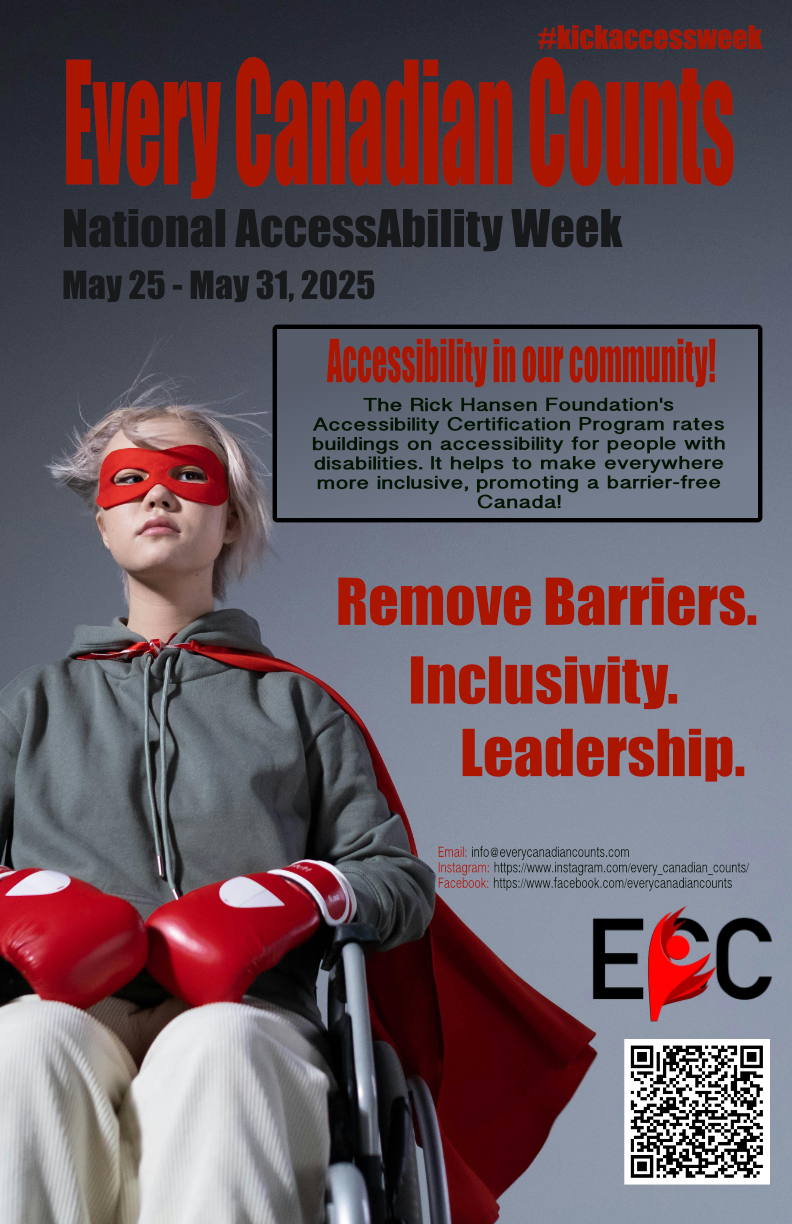 #kickaccessweek
Every Canadian Counts
National AccessAbility Week
May 25 - May 31, 2025
Accessibility in our community!
The Rick Hansen Foundation's
Accessibility Certification Program rates
buildings on accessibility for people with
disabilities. It helps to make everywhere
more inclusive, promoting a barrier-free
Canada!
Remove Barriers.
Inclusivity.
Leadership.
Email: info@everycanadiancounts.com
Instagram: https://www.instagram.com/every_canadian_counts/
Facebook: https://www.facebook.com/everycanadiancounts
ECC